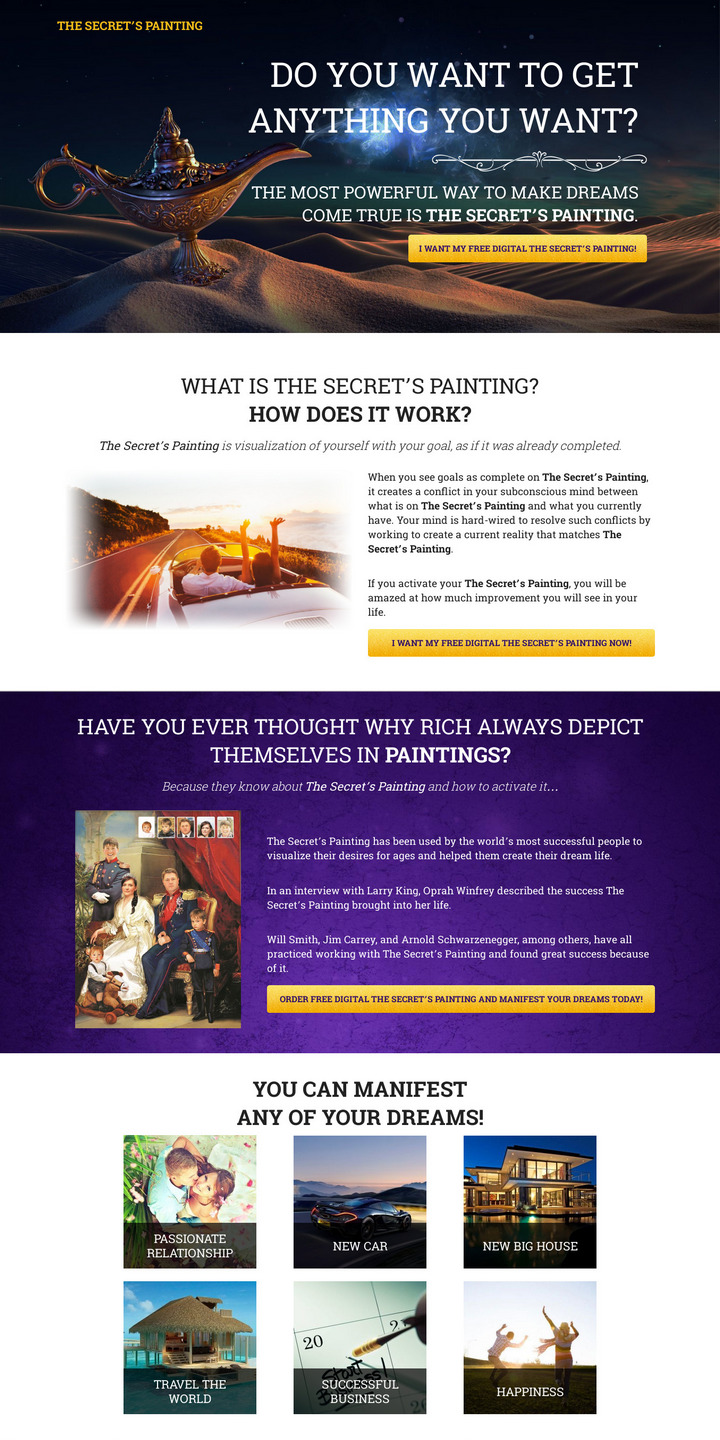 THE SECRET'S PAINTING
DO YOU WANT TO GET
ANYTHING YOU WANT?
THE MOST POWERFUL WAY TO MAKE DREAMS
COME TRUE IS THE SECRET'S PAINTING.
I WANT MY FREE DIGITAL THE SECRET'S PAINTING!
WHAT IS THE SECRET'S PAINTING?
HOW DOES IT WORK?
The Secret's Painting is visualization of yourself with your goal, as if it was already completed.
When you see goals as complete on The Secret's Painting,
it creates a conflict in your subconscious mind between
what is on The Secret's Painting and what you currently
have. Your mind is hard-wired to resolve such conflicts by
working to create a current reality that matches The
Secret's Painting.
If you activate your The Secret's Painting, you will be
amazed at how much improvement you will see in your
life.
I WANT MY FREE DIGITAL THE SECRET'S PAINTING NOW!
HAVE YOU EVER THOUGHT WHY RICH ALWAYS DEPICT
THEMSELVES IN PAINTINGS?
Because they know about The Secret's Painting and how to activate it...
The Secret's Painting has been used by the world's most successful people to
visualize their desires for ages and helped them create their dream life.
In an interview with Larry King, Oprah Winfrey described the success The
Secret's Painting brought into her life.
Will Smith, Jim Carrey, and Arnold Schwarzenegger, among others, have all
practiced working with The Secret's Painting and found great success because
of it.
ORDER FREE DIGITAL THE SECRET'S PAINTING AND MANIFEST YOUR DREAMS TODAY!
YOU CAN MANIFEST
ANY OF YOUR DREAMS!
PASSIONATE
RELATIONSHIP
NEW CAR
NEW BIG HOUSE
TRAVEL THE
WORLD
20
2
Start
SUCCESSFUL
BUSINESS
HAPPINESS